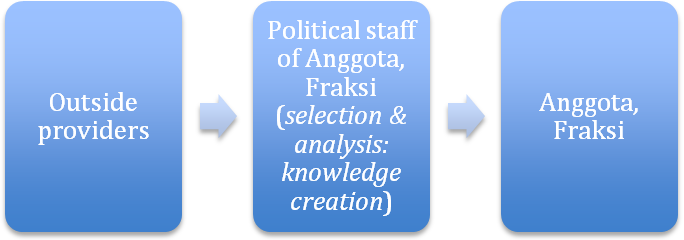 Outside
providers
Political staff
of Anggota,
Fraksi
(selection &
analysis:
knowledge
creation)
Anggota,
Fraksi